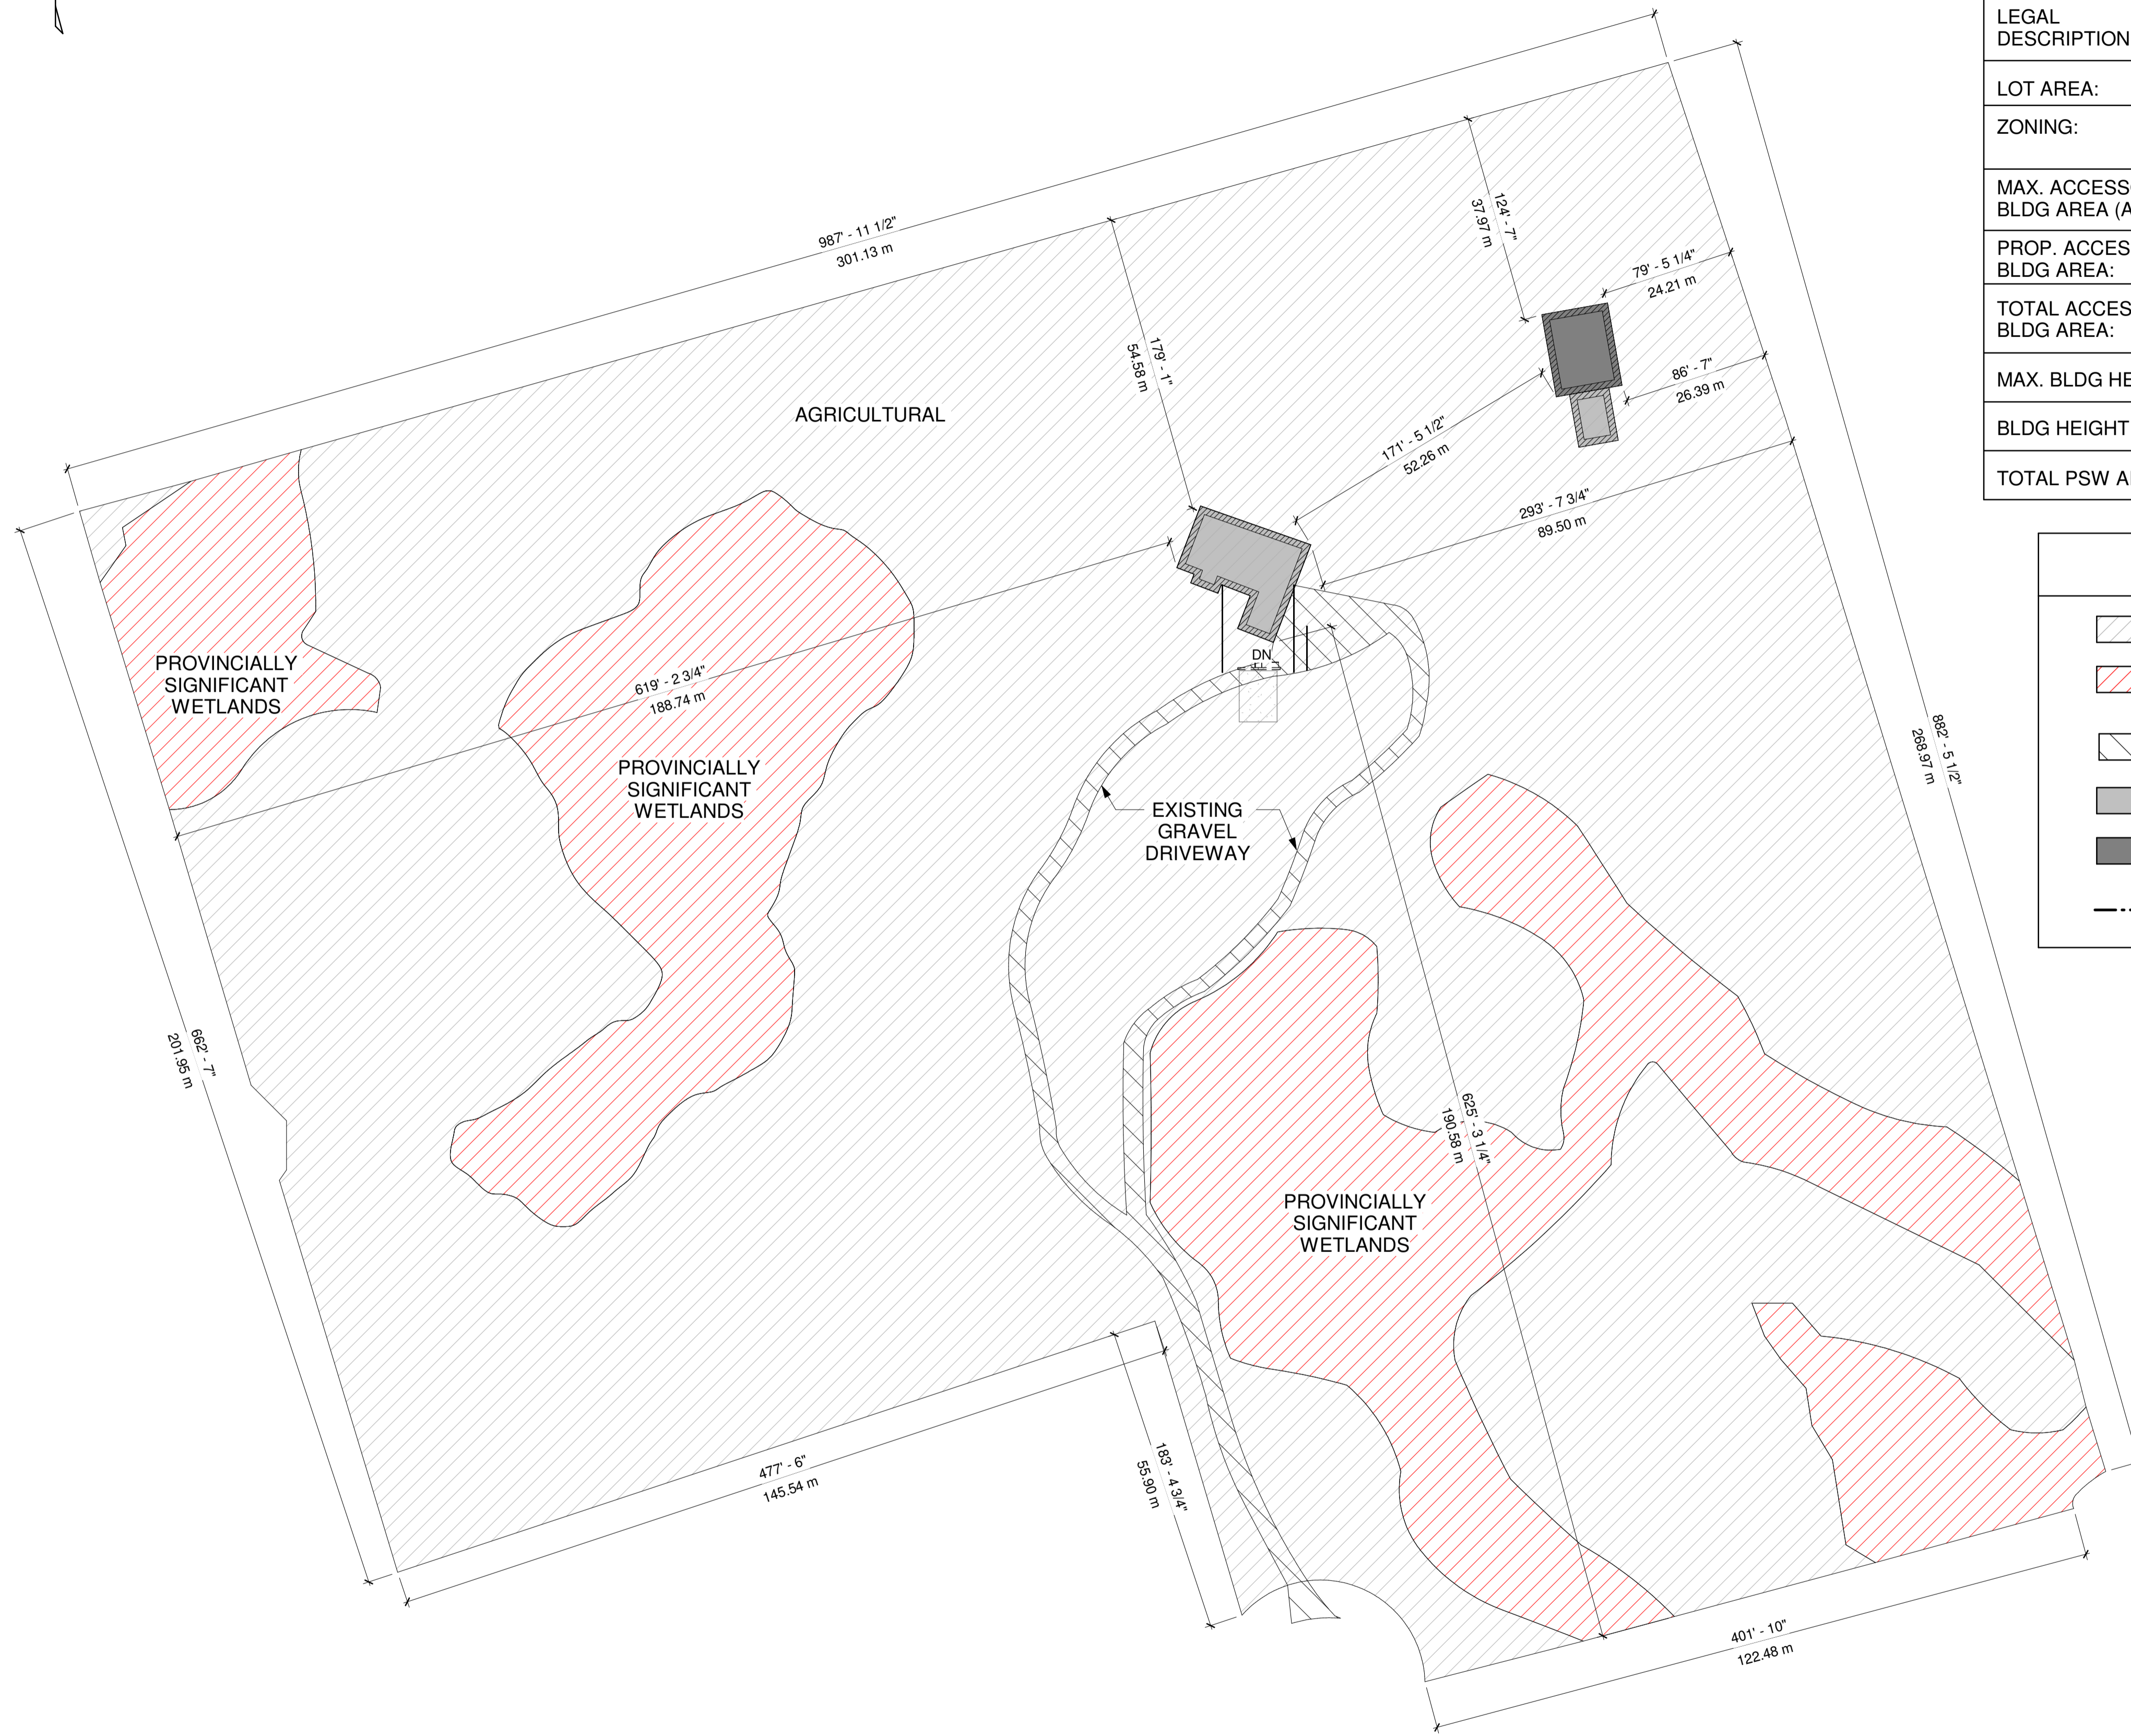 LEGAL
DESCRIPTION
LOT AREA:
ZONING:
MAX. ACCESS
BLDG AREA (A
PROP. ACCES
BLDG AREA:
TOTAL ACCES
BLDG AREA:
MAX. BLDG HE
BLDG HEIGHT
TOTAL PSW A
987' - 11 1/2"
301.13 m
124' - 7"
37.97 m
79' - 5 1/4"
24.21 m
179' - 1"
54.58 m
86' - 7"
26.39 m
AGRICULTURAL
171' - 5 1/2"
52.26 m
293' - 7 3/4"
89.50 m
PROVINCIALLY
SIGNIFICANT
WETLANDS
619' - 2 3/4"
188.74 m
DN
882' - 5 1/2"
268.97 m
PROVINCIALLY
SIGNIFICANT
WETLANDS
EXISTING
GRAVEL
DRIVEWAY
662' - 7"
201.95 m
625' - 3 1/4"
190.58 m
PROVINCIALLY
SIGNIFICANT
WETLANDS
477' - 6"
145.54 m
183' - 4 3/4"
55.90 m
401' - 10"
122.48 m